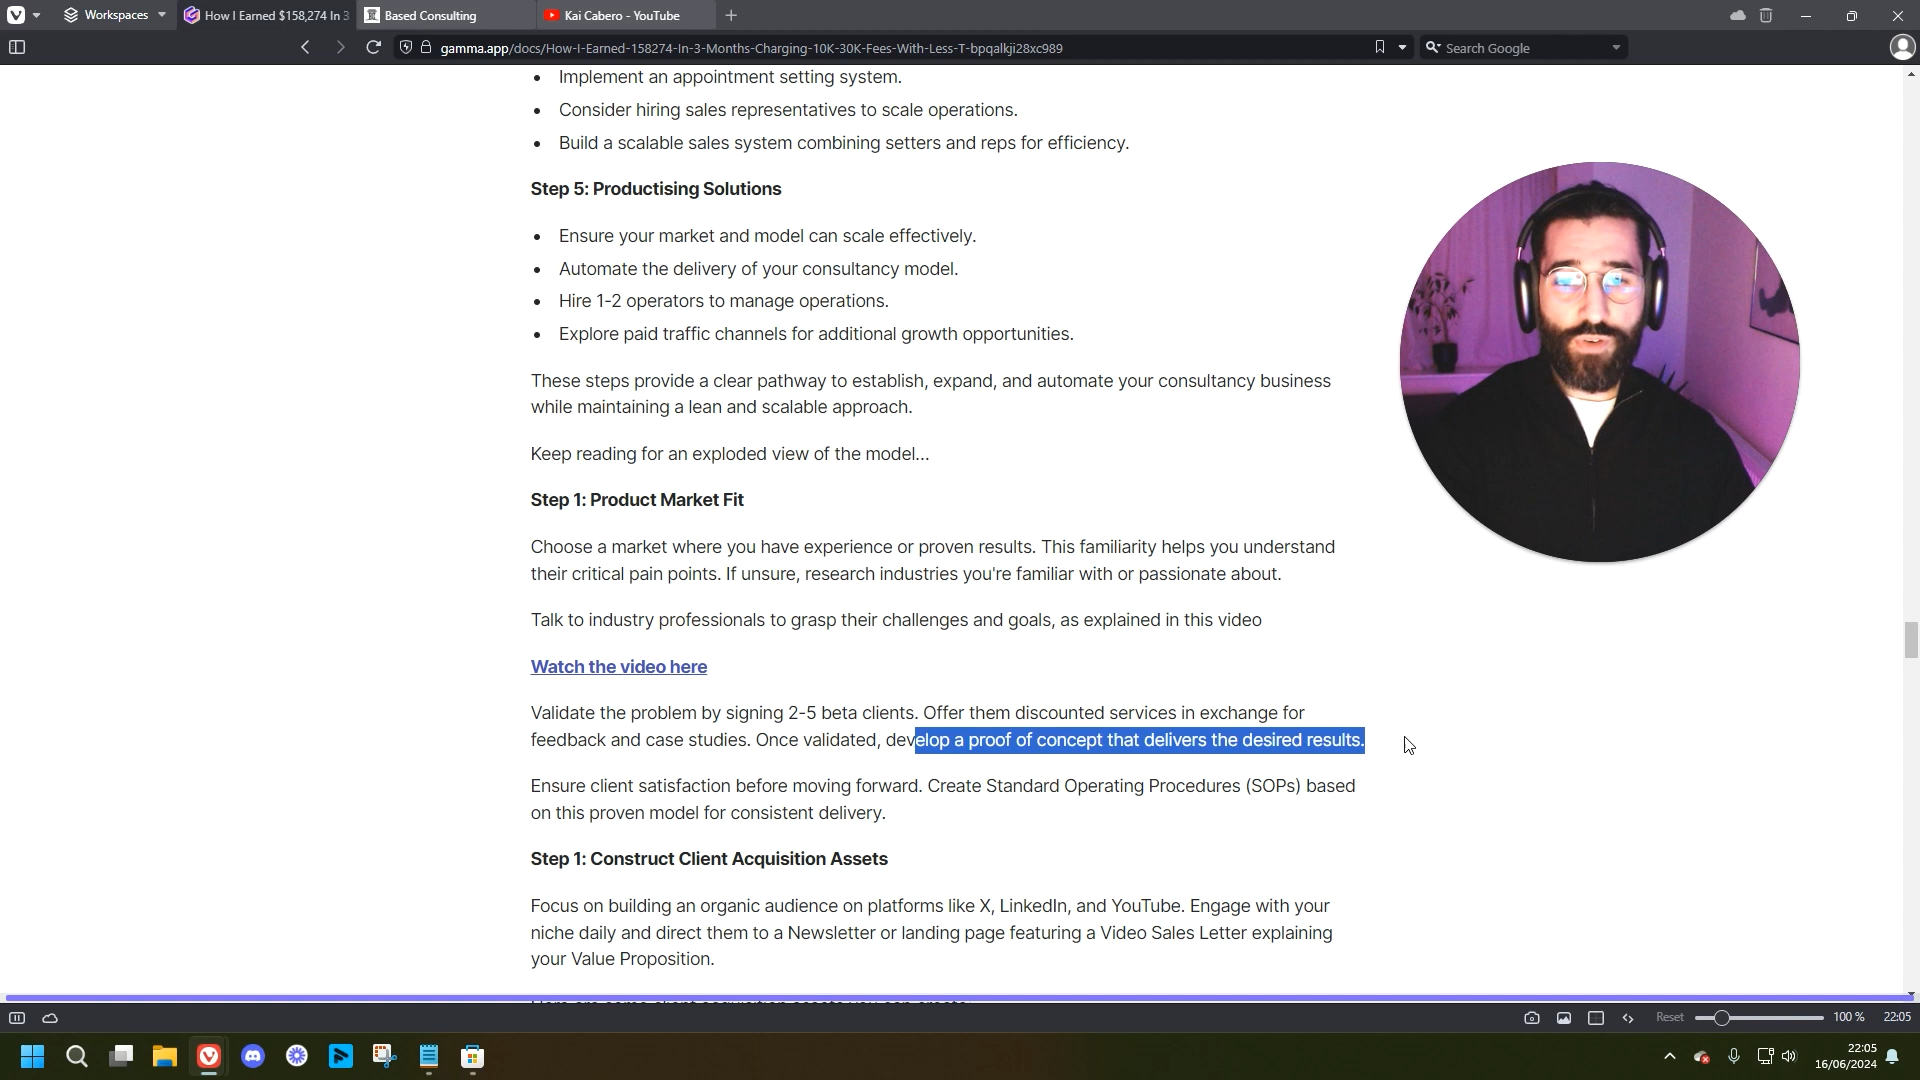 Workspaces
How I Earned $158,274 In 3
Based Consulting
Kai Cabero - YouTube
gamma.app/docs/How-I-Earned-158274-In-3-Months-Charging-10K-30K-Fees-With-Less-T-bpqalkji28xc989
Search Google
Implement an appointment setting system.
Consider hiring sales representatives to scale operations.
Build a scalable sales system combining setters and reps for efficiency.
Step 5: Productising Solutions
Ensure your market and model can scale effectively.
Automate the delivery of your consultancy model.
Hire 1-2 operators to manage operations.
Explore paid traffic channels for additional growth opportunities.
These steps provide a clear pathway to establish, expand, and automate your consultancy business
while maintaining a lean and scalable approach.
Keep reading for an exploded view of the model...
Step 1: Product Market Fit
Choose a market where you have experience or proven results. This familiarity helps you understand
their critical pain points. If unsure, research industries you're familiar with or passionate about.
Talk to industry professionals to grasp their challenges and goals, as explained in this video
Watch the video here
Validate the problem by signing 2-5 beta clients. Offer them discounted services in exchange for
feedback and case studies. Once validated, develop a proof of concept that delivers the desired results.
Ensure client satisfaction before moving forward. Create Standard Operating Procedures (SOPs) based
on this proven model for consistent delivery.
Step 1: Construct Client Acquisition Assets
Focus on building an organic audience on platforms like X, LinkedIn, and YouTube. Engage with your
niche daily and direct them to a Newsletter or landing page featuring a Video Sales Letter explaining
your Value Proposition.
Reset
100 %
22:05
22:05
16/06/2024